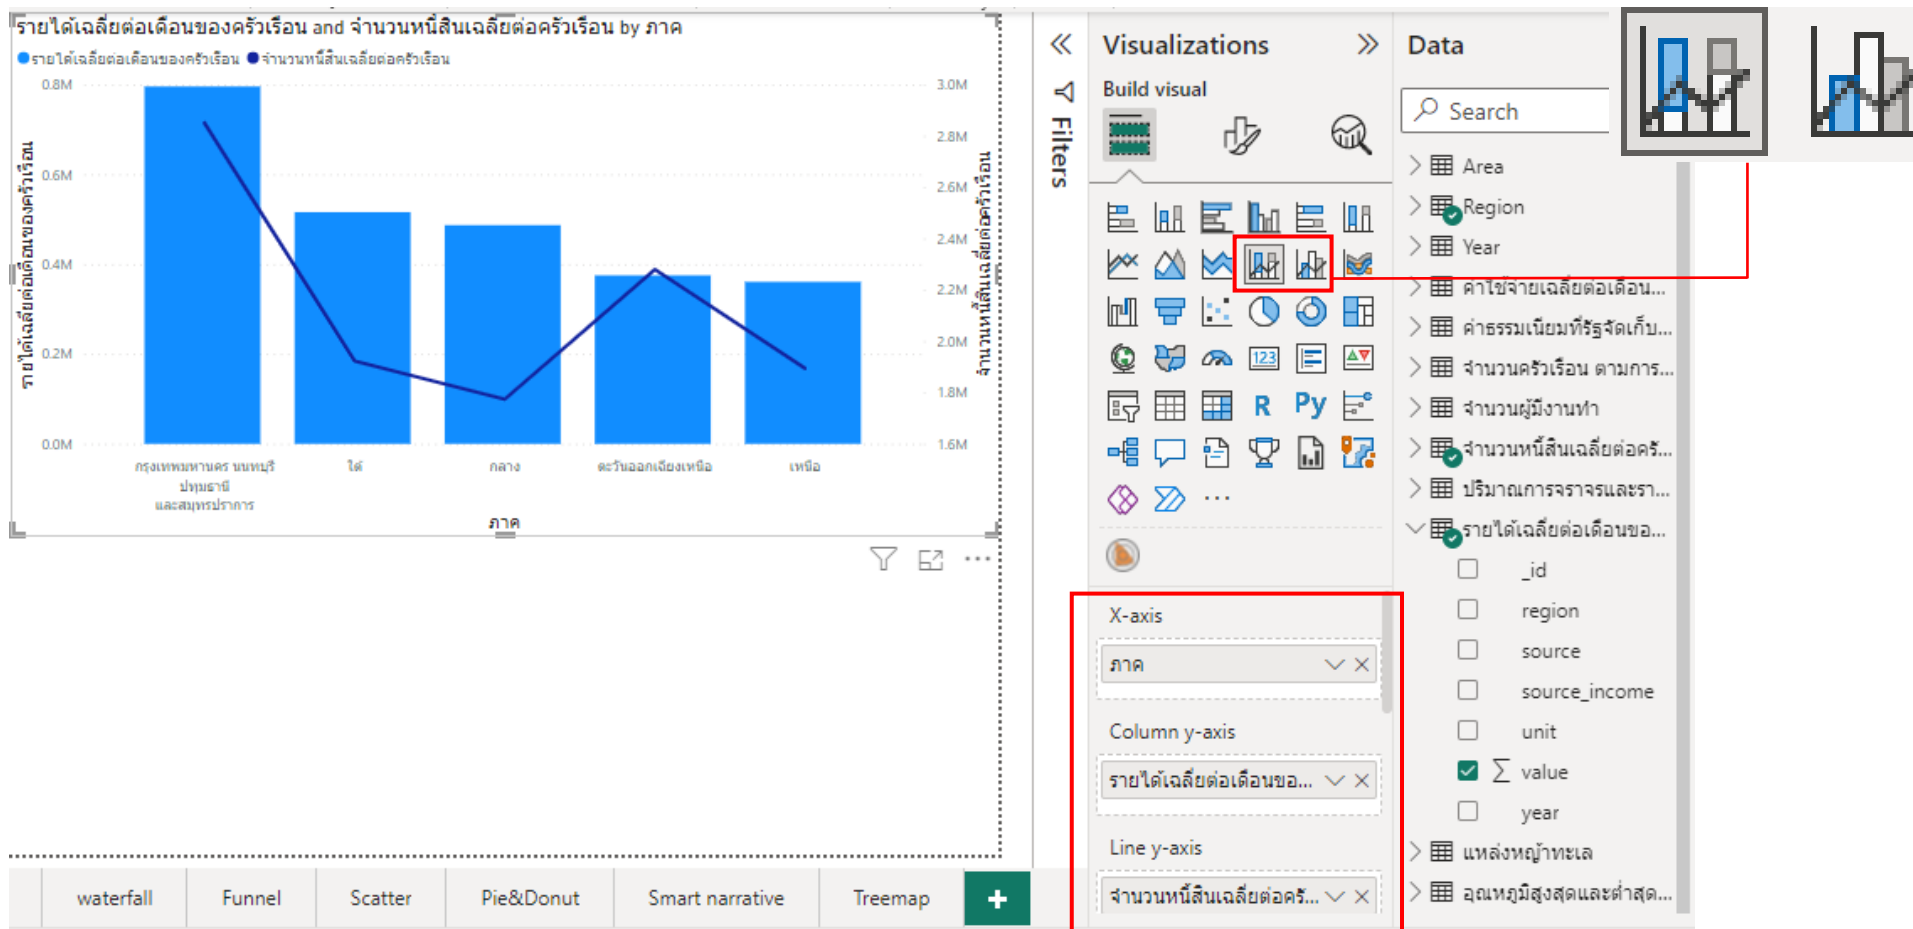 รายได้เฉลี่ยต่อเดือนของครัวเรือน and จำนวนหนี้สินเฉลี่ยต่อครัวเรือน by ภาค
รายได้เฉลี่ยต่อเดือนของครัวเรือน จำนวนหนี้สินเฉลี่ยต่อครัวเรือน
รายได้เฉลี่ยต่อเดือนของครัวเรือน
0.8M
0.6M
0.4M
0.2M
0.0M
3.0M
2.8M
2.6M
2.4M
2.2M
2.0M
1.8M
1.6M
จำนวนหนี้สินเฉลี่ยต่อครัวเรือน
กรุงเทพมหานคร นนทบุรี
ปทุมธานี
และสมุทรปราการ
ใต้
กลาง
ตะวันออกเฉียงเหนือ
เหนือ
ภาค
waterfall
Funnel
Scatter
Pie&Donut
Smart narrative
Treemap
+
Filters
Visualizations
Build visual
123
R
Py
X-axis
ภาค
Column y-axis
รายได้เฉลี่ยต่อเดือนขอ...
Line y-axis
จำนวนหนี้สินเฉลี่ยต่อครั...
Data
Search
Area
Region
Year
ค่าใช้จ่ายเฉลี่ยต่อเดือน...
ค่าธรรมเนียมที่รัฐจัดเก็บ...
จำนวนครัวเรือน ตามการ...
จำนวนผู้มีงานทำ
จำนวนหนี้สินเฉลี่ยต่อครั...
ปริมาณการจราจรและรา...
รายได้เฉลี่ยต่อเดือนขอ...
_id
region
source
source_income
unit
∑ value
year
แหล่งหญ้าทะเล
อุณหภูมิสูงสุดและต่ำสุด...